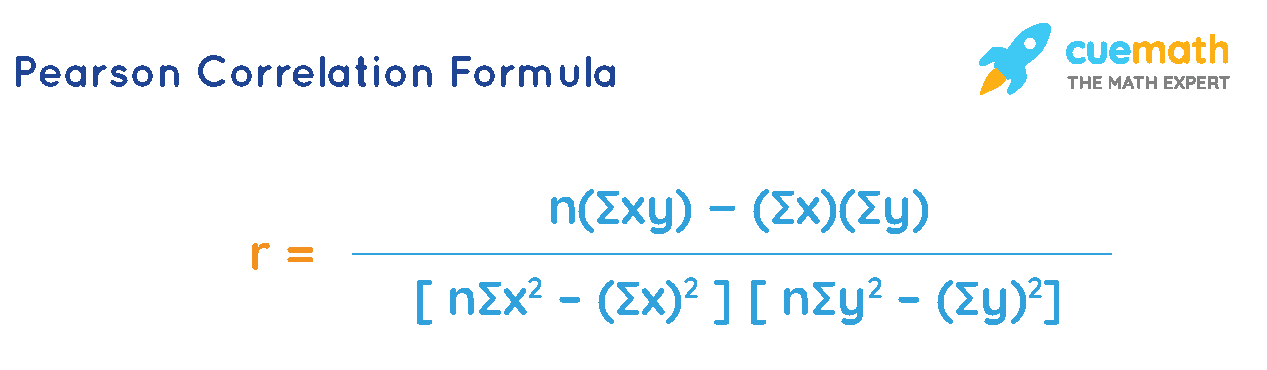 Pearson Correlation Formula
cuemath
THE MATH EXPERT
n(Σxy) − (Σx)(Σy)
r =
[ nΣx² − (Σx)² ] [ nΣy² − (Σy)²]